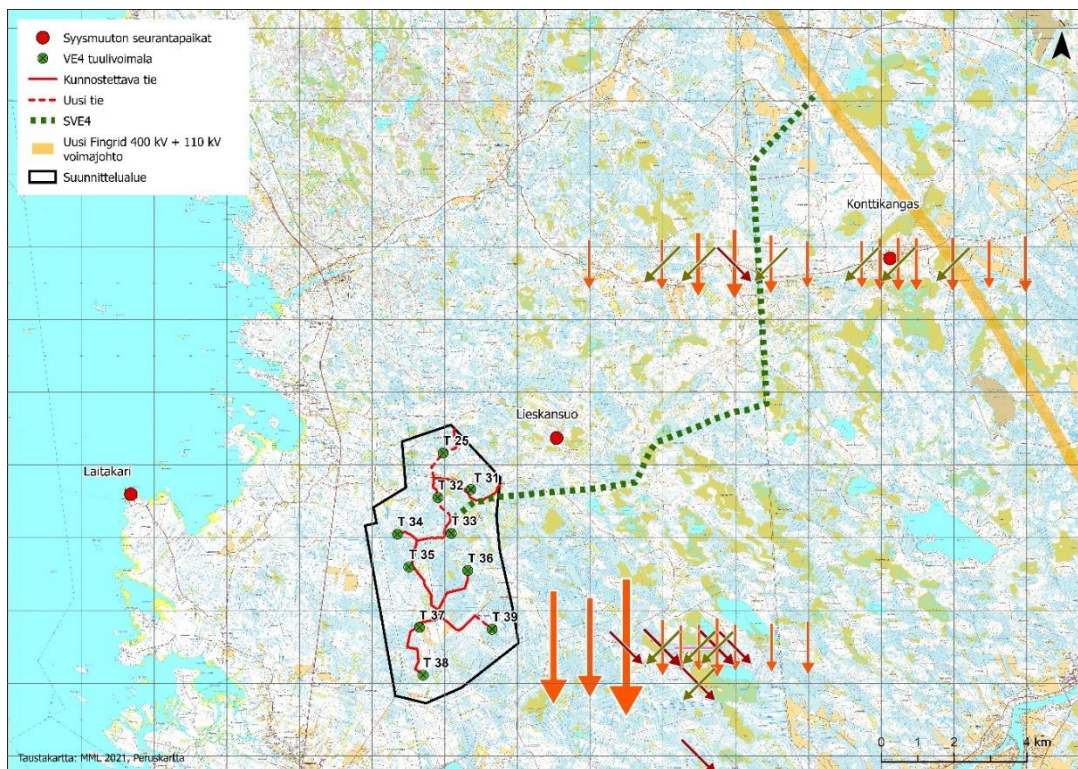 Syysmuuton seurantapaikat
VE4 tuulivoimala
Kunnostettava tie
Uusi tie
SVE4
Uusi Fingrid 400 kV + 110 kV
voimajohto
Suunnittelualue
Konttikangas
Lieskansuo
Laitakari
T 25
T 31
T 32
T 33
T 34
T 35
T 36
T 37
T 39
T 38
0 2 4 km
Taustakartta: MML 2021, Peruskartta